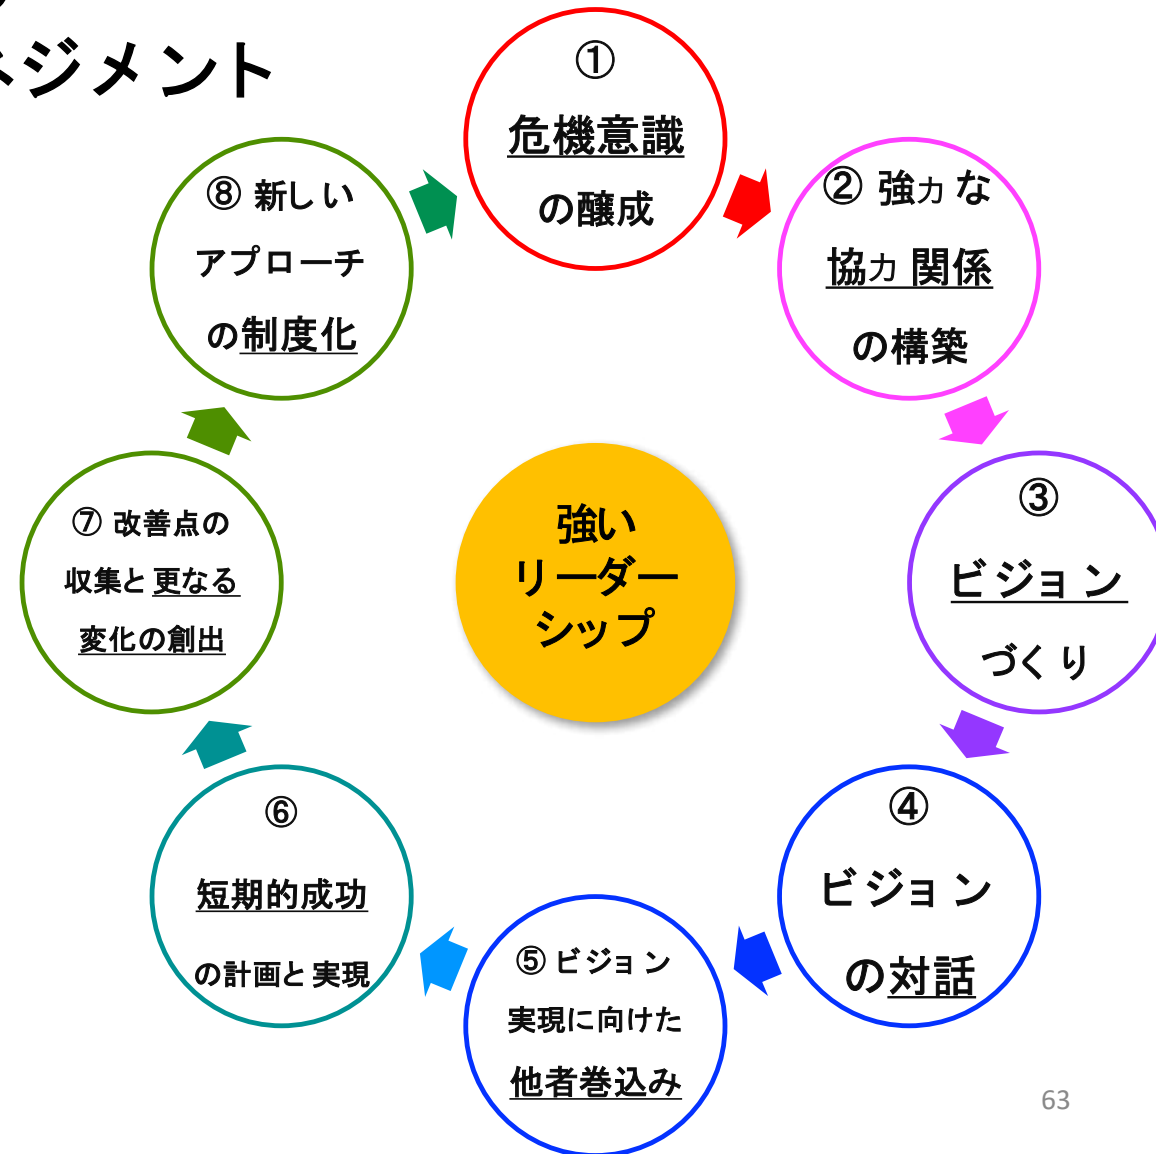 ネジメント
①
危機意識
の醸成
② 強力な
協力関係
の構築
③
ビジョン
づくり
④
ビジョン
の対話
⑤ ビジョン
実現に向けた
他者巻込み
⑥
短期的成功
の計画と実現
⑦ 改善点の
収集と更なる
変化の創出
⑧ 新しい
アプローチ
の制度化
強い
リーダー
シップ
63